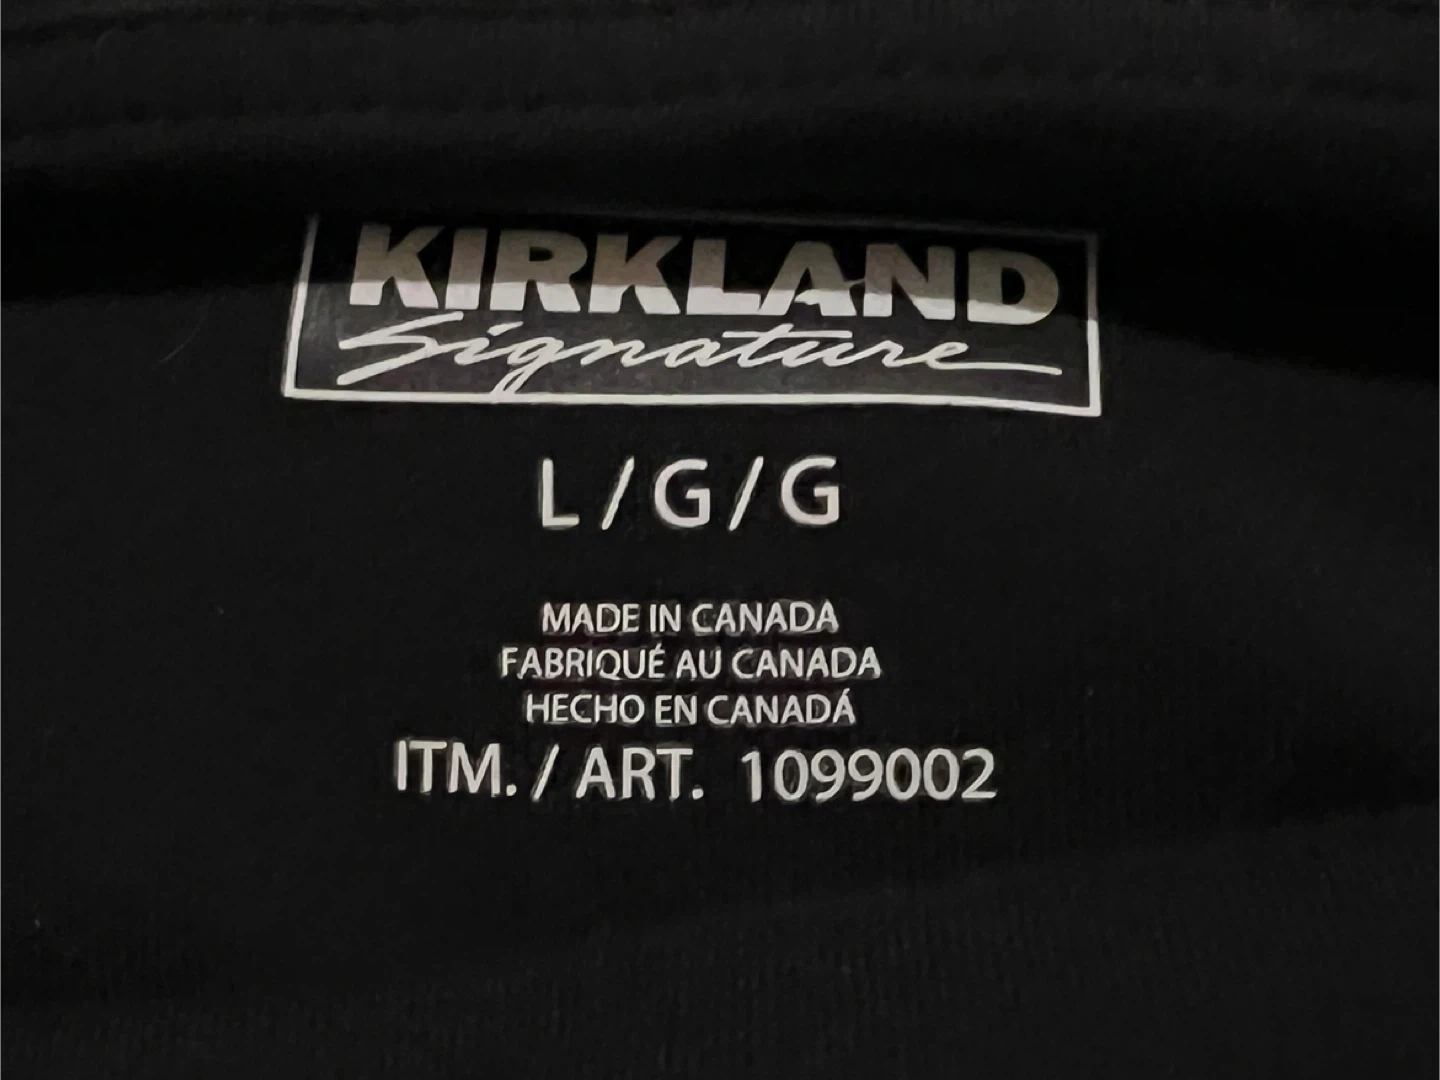 KIRKLAND
Signature
L / G / G
MADE IN CANADA
FABRIQUÉ AU CANADA
HECHO EN CANADÁ
ITM. / ART. 1099002